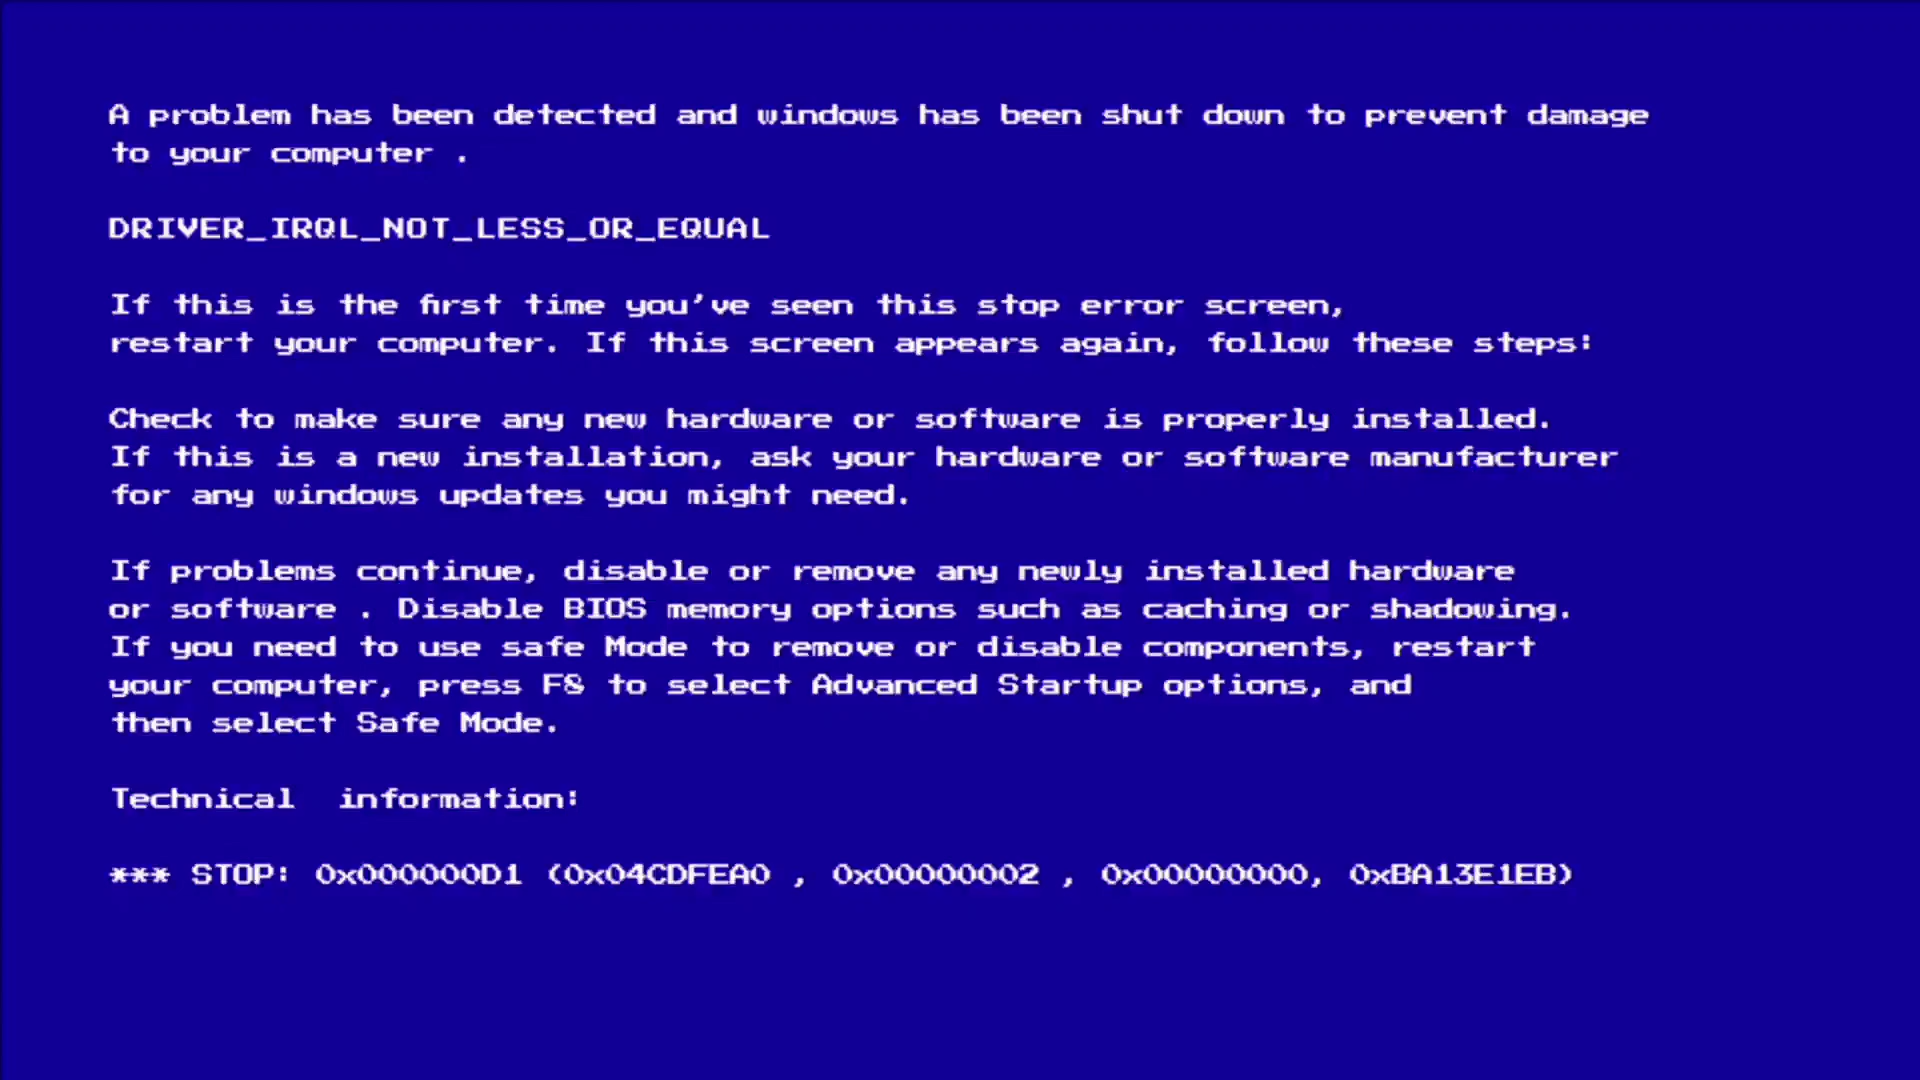 A problem has been detected and windows has been shut down to prevent damage
to your computer .
DRIVER_IRQL_NOT_LESS_OR_EQUAL
If this is the first time you've seen this stop error screen,
restart your computer. If this screen appears again, follow these steps:
Check to make sure any new hardware or software is properly installed.
If this is a new installation, ask your hardware or software manufacturer
for any windows updates you might need.
If problems continue, disable or remove any newly installed hardware
or software . Disable BIOS memory options such as caching or shadowing.
If you need to use safe Mode to remove or disable components, restart
your computer, press F& to select Advanced Startup options, and
then select Safe Mode.
Technical  information:
*** STOP: 0x000000D1 (0x04CDFEA0 , 0x00000002 , 0x00000000, 0xBA13E1EB)